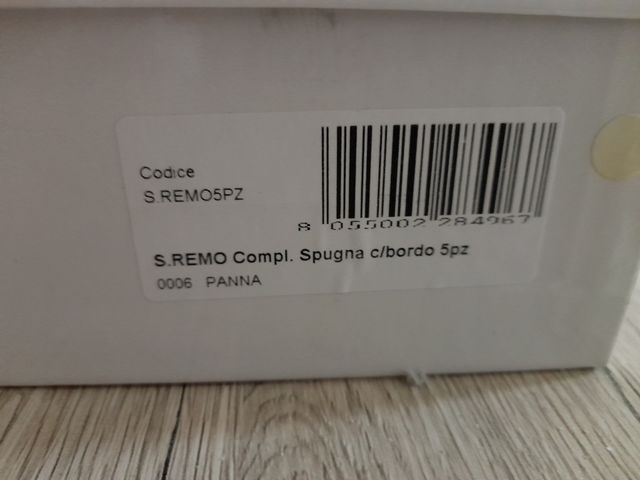 Codice
S.REMO5PZ
8 055002 284967
S.REMO Compl. Spugna c/bordo 5pz
0006 PANNA